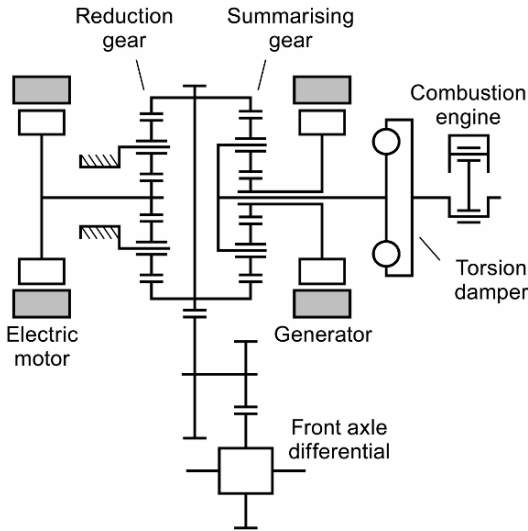 Reduction
gear
Summarising
gear
Combustion
engine
Torsion
damper
Electric
motor
Generator
Front axle
differential